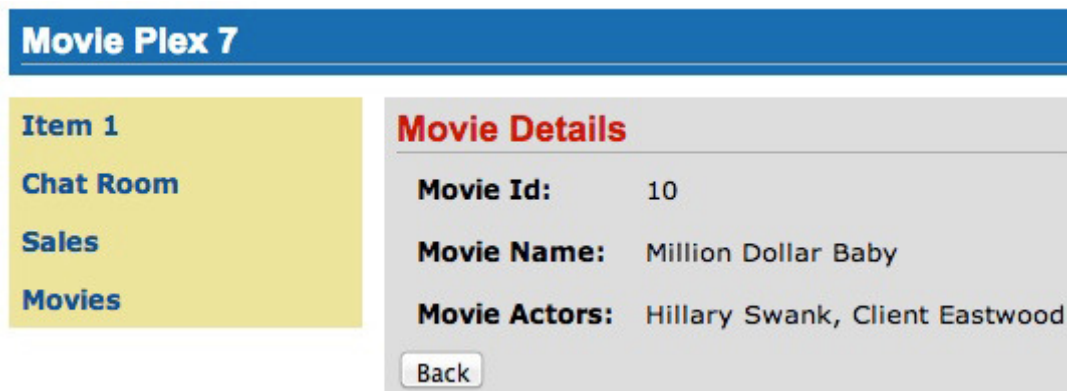 Movie Plex 7
Item 1
Chat Room
Sales
Movies
Movie Details
Movie Id: 10
Movie Name: Million Dollar Baby
Movie Actors: Hillary Swank, Client Eastwood
Back